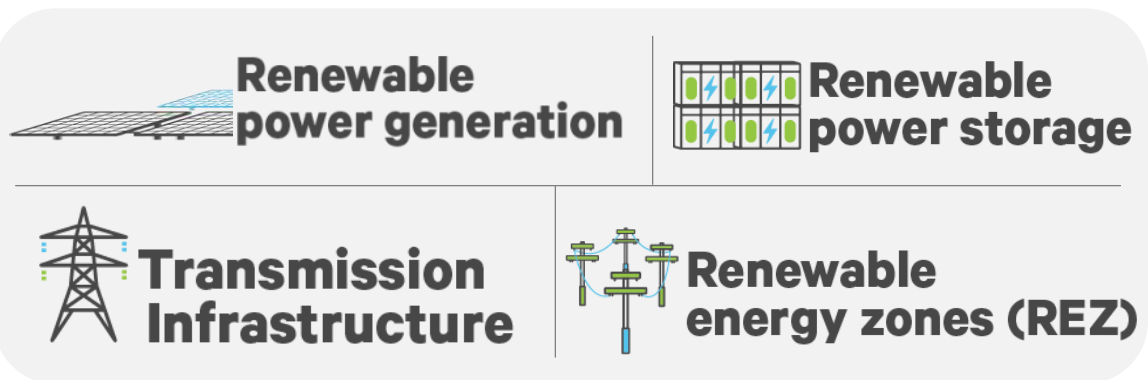 Renewable
power generation
Renewable
power storage
Transmission
Infrastructure
Renewable
energy zones (REZ)